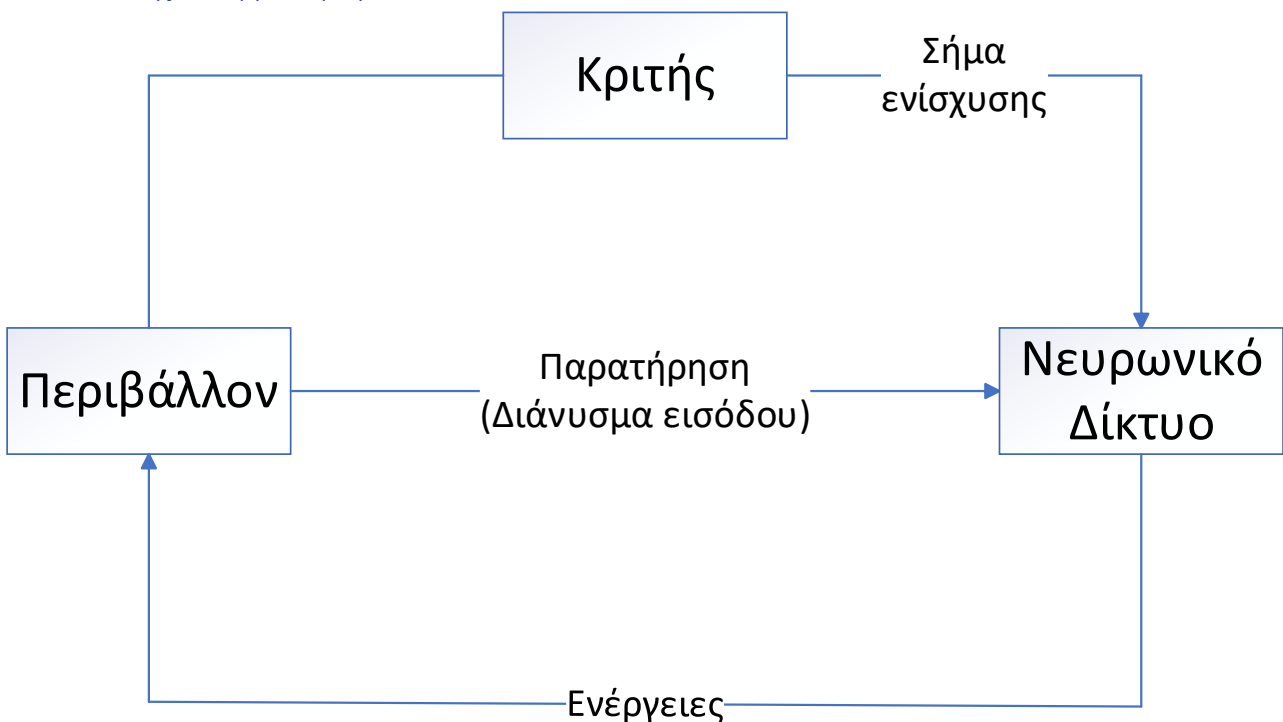 Κριτής
Σήμα
ενίσχυσης
Περιβάλλον
Παρατήρηση
(Διάνυσμα εισόδου)
Νευρωνικό
Δίκτυο
Ενέργειες